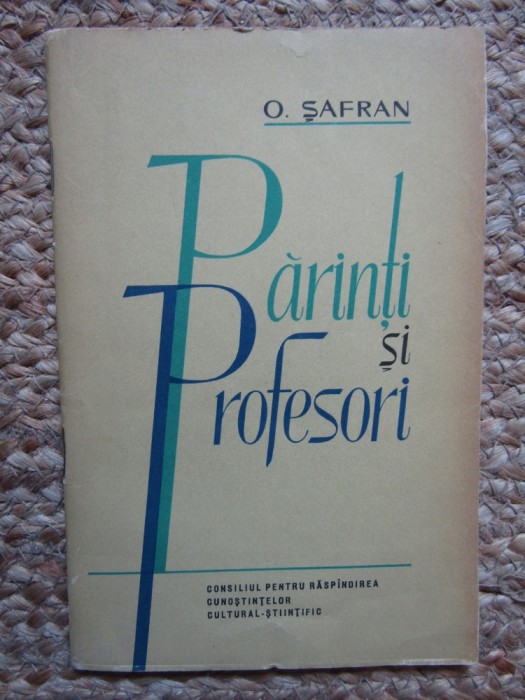 O. ŞAFRAN
Părinţi
şi
Profesori
CONSILIUL PENTRU RĂSPÎNDIREA
CUNOŞTINŢELOR
CULTURAL-ŞTIINŢIFIC